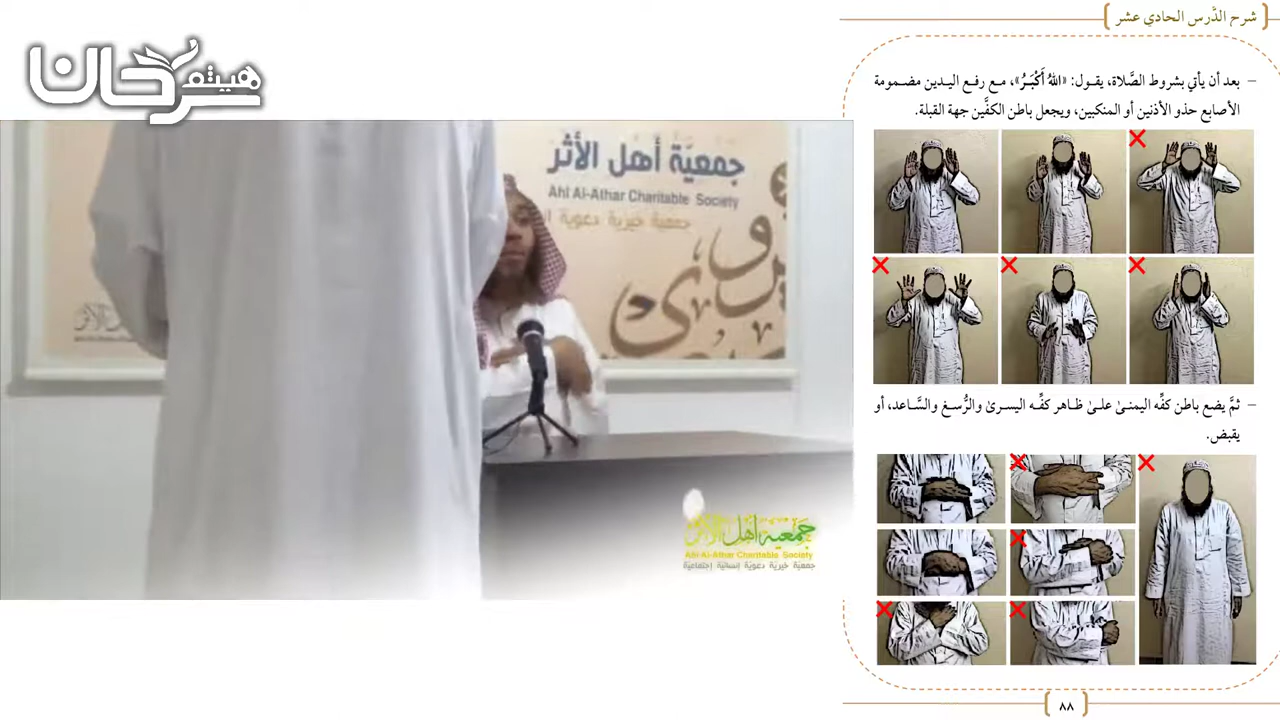 شرح الدَّرس الحادي عشر
هيثم
سرحان
– بعد أن يأتي بشروط الصَّلاة، يقول: «اللهُ أَكْبَرُ»، مع رفع اليدين مضمومة
الأصابع حذو الأذنين أو المنكبين، ويجعل باطن الكفَّين جهة القبلة.
جمعيّة أهل الأثر
Ahl Al-Athar Charitable Society
جمعية خيرية دعوية
– ثمَّ يضع باطن كفِّه اليمنىٰ علىٰ ظاهر كفِّه اليسرىٰ والرُّسغ والسَّاعد، أو
يقبض.
جمعية أهل الأثر
Ahl Al-Athar Charitable Society
جمعية خيرية دعوية إنسانية إجتماعية
٨٨